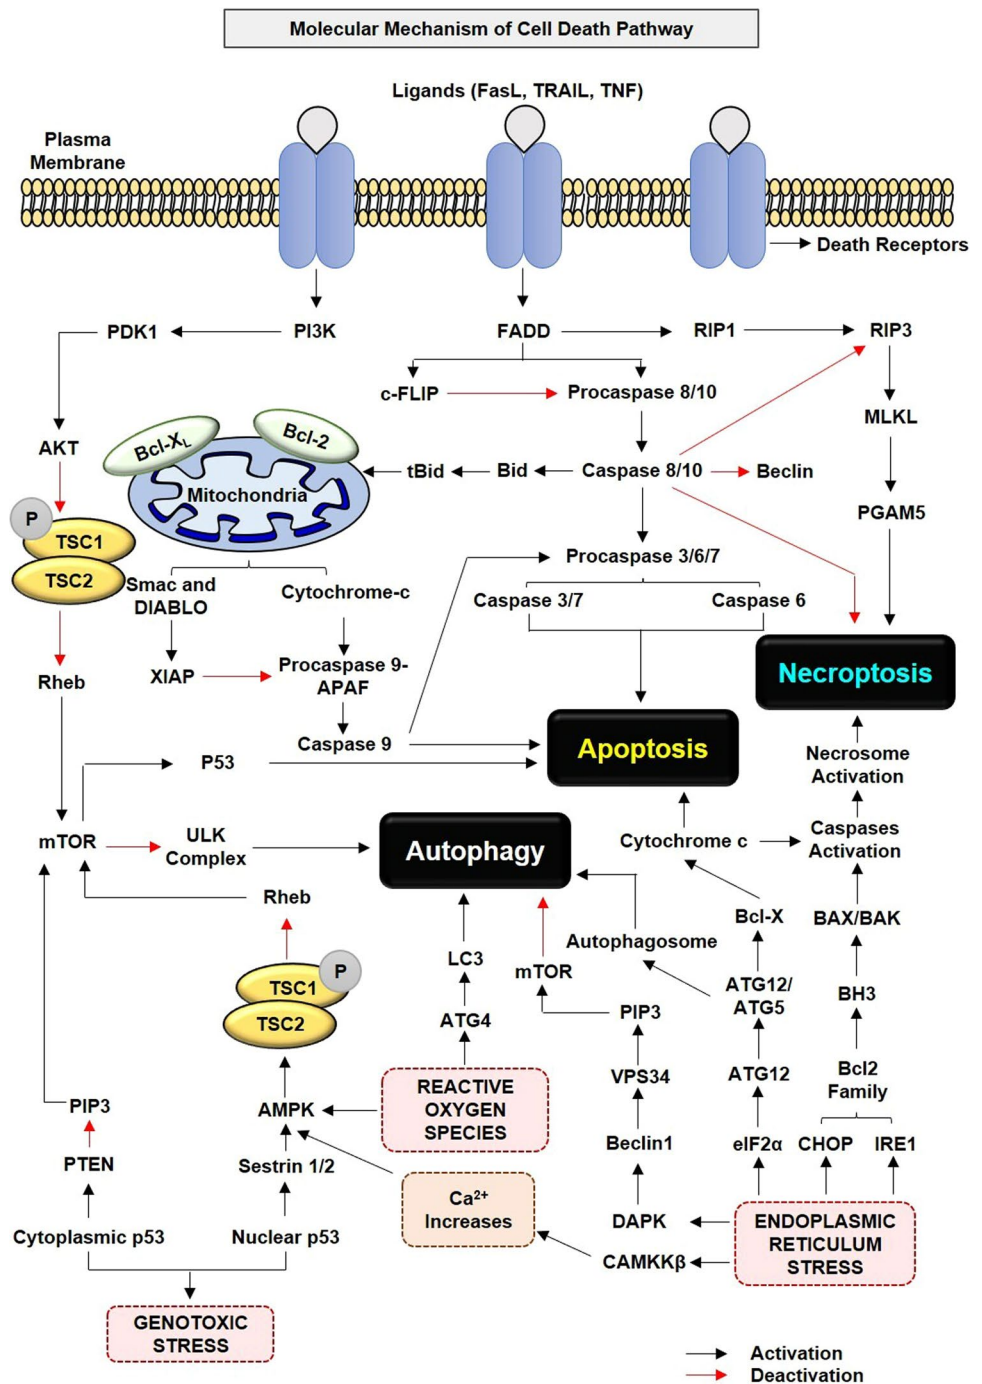 Molecular Mechanism of Cell Death Pathway
Ligands (FasL, TRAIL, TNF)
Plasma
Membrane
Death Receptors
PDK1
PI3K
FADD
RIP1
RIP3
c-FLIP
Procaspase 8/10
MLKL
AKT
Bcl-XL
Bcl-2
Mitochondria
tBid
Bid
Caspase 8/10
Beclin
PGAM5
P
TSC1
TSC2
Smac and
DIABLO
Cytochrome-c
Procaspase 3/6/7
Caspase 3/7
Caspase 6
Rheb
XIAP
Procaspase 9-
APAF
Caspase 9
Necroptosis
Apoptosis
P53
Necrosome
Activation
mTOR
ULK
Complex
Autophagy
Cytochrome c
Caspases
Activation
Rheb
Bcl-X
BAX/BAK
Autophagosome
LC3
mTOR
P
TSC1
TSC2
ATG12/
ATG5
BH3
ATG4
PIP3
VPS34
ATG12
Bcl2
Family
REACTIVE
OXYGEN
SPECIES
PIP3
AMPK
Beclin1
eIF2α
CHOP
IRE1
PTEN
Sestrin 1/2
Ca2+
Increases
DAPK
ENDOPLASMIC
RETICULUM
STRESS
Cytoplasmic p53
Nuclear p53
CAMKKβ
GENOTOXIC
STRESS
Activation
Deactivation